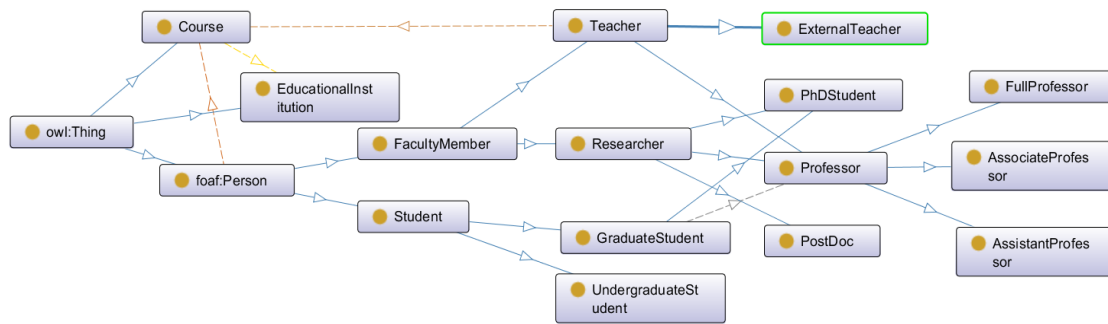 Course
Teacher
ExternalTeacher
EducationalInst
itution
PhDStudent
FullProfessor
owl:Thing
FacultyMember
Researcher
AssociateProfes
sor
foaf:Person
Professor
Student
GraduateStudent
PostDoc
AssistantProfes
sor
UndergraduateSt
udent